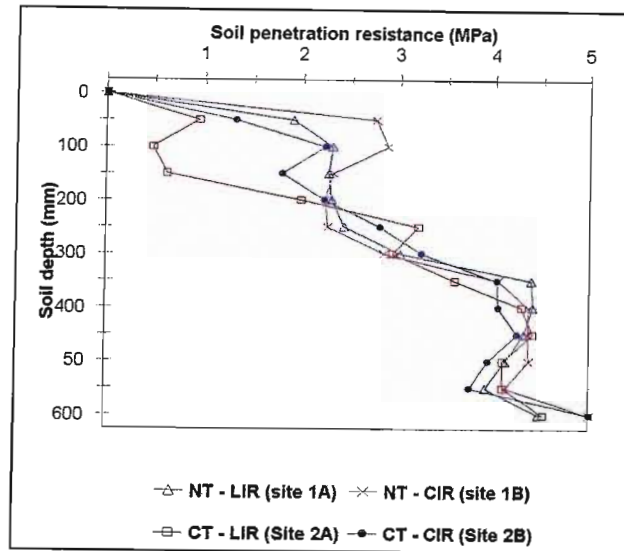 Soil penetration resistance (MPa)
1 2 3 4 5
Soil depth (mm)
0
100
200
300
400
50
600
NT - LIR (site 1A)
NT - CIR (site 1B)
CT - LIR (Site 2A)
CT - CIR (Site 2B)